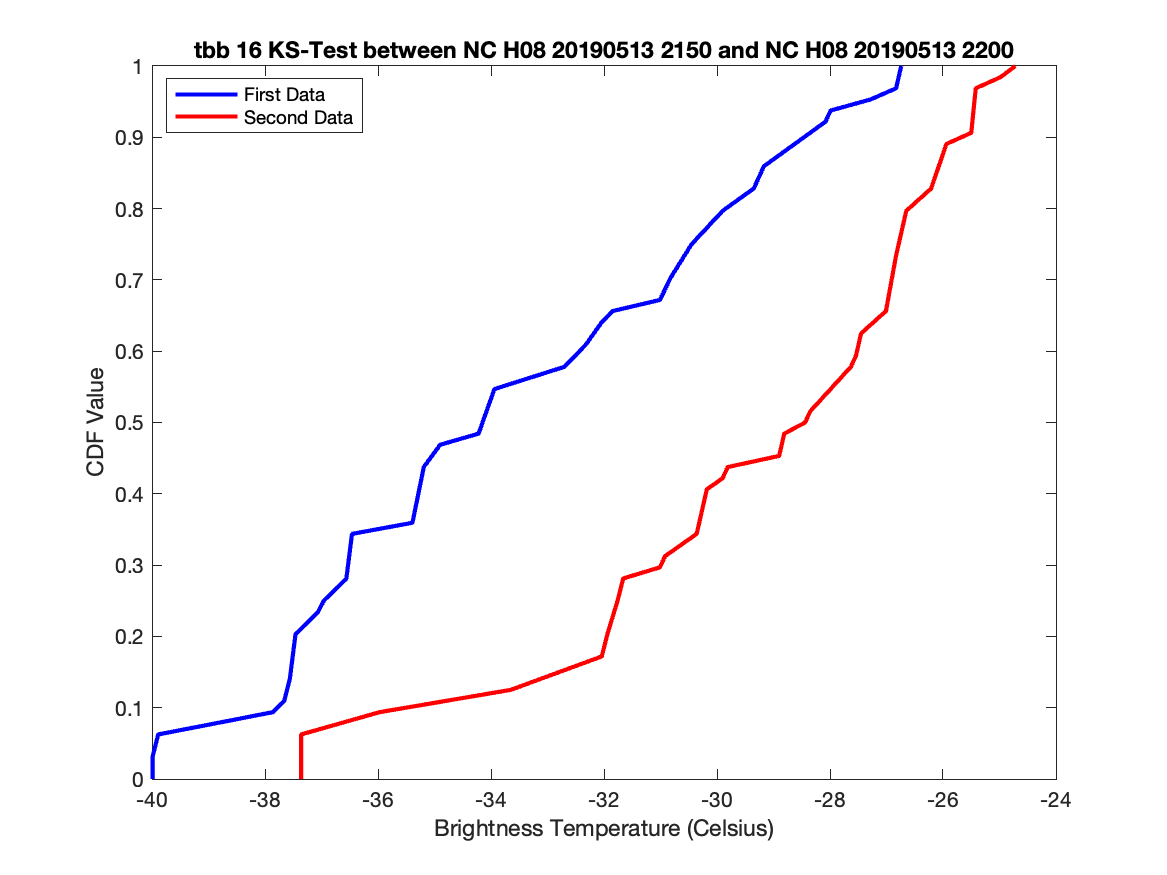 tbb 16 KS-Test between NC H08 20190513 2150 and NC H08 20190513 2200
First Data
Second Data
1
0.9
0.8
0.7
0.6
0.5
0.4
0.3
0.2
0.1
0
CDF Value
-40 -38 -36 -34 -32 -30 -28 -26 -24
Brightness Temperature (Celsius)